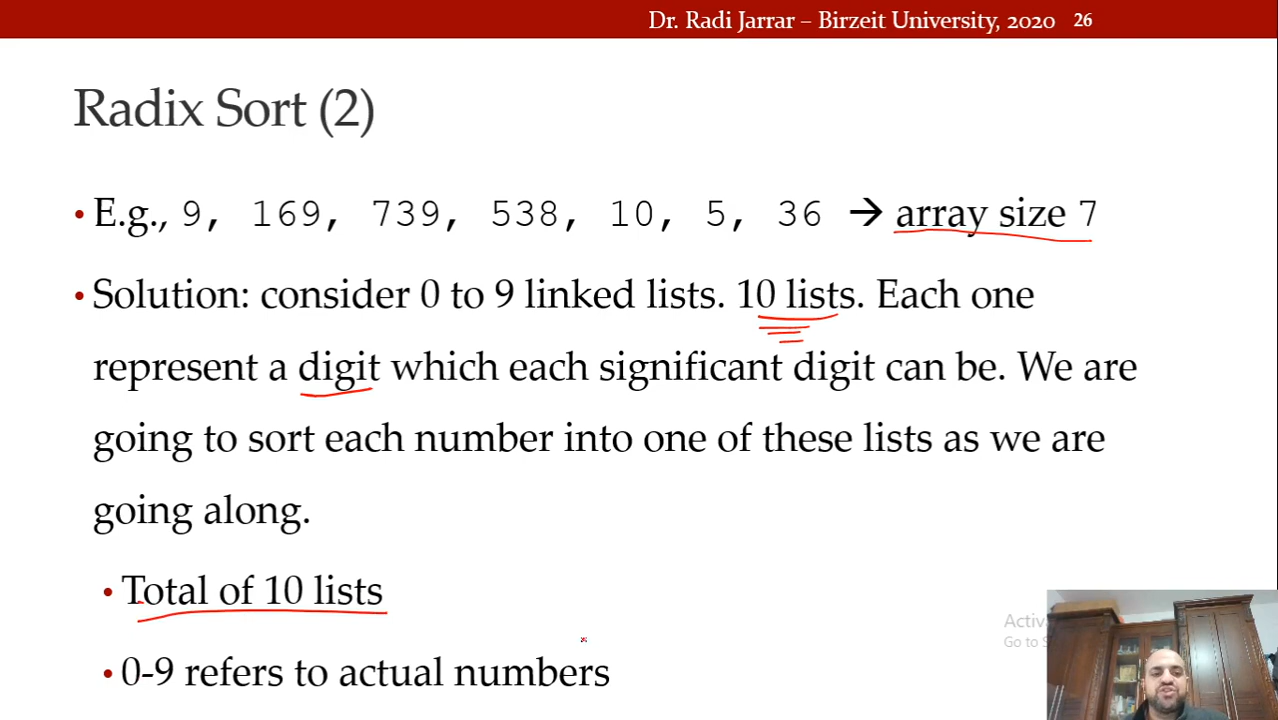 Dr. Radi Jarrar – Birzeit University, 2020 26
Radix Sort (2)
• E.g., 9, 169, 739, 538, 10, 5, 36 → array size 7
• Solution: consider 0 to 9 linked lists. 10 lists. Each one
represent a digit which each significant digit can be. We are
going to sort each number into one of these lists as we are
going along.
• Total of 10 lists
• 0-9 refers to actual numbers
Go to